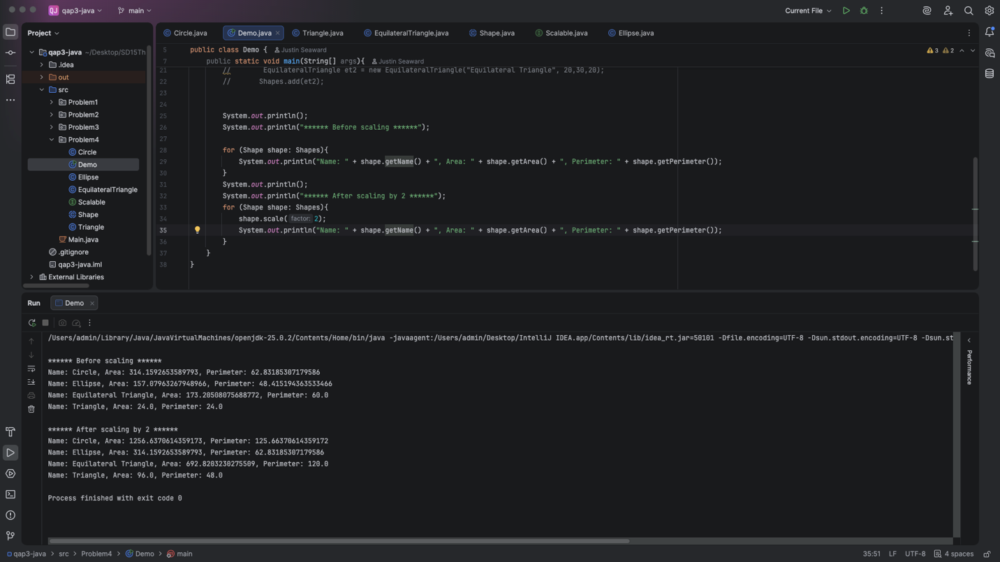 QJ qap3-java main Current File
Project
qap3-java ~/Desktop/SD15Th
.idea
out
src
Problem1
Problem2
Problem3
Problem4
Circle
Demo
Ellipse
EquilateralTriangle
Scalable
Shape
Triangle
Main.java
.gitignore
qap3-java.iml
External Libraries
Circle.java Demo.java Triangle.java EquilateralTriangle.java Shape.java Scalable.java Ellipse.java
5 public class Demo { Justin Seaward
3 2
7 public static void main(String[] args){ Justin Seaward
21 // EquilateralTriangle et2 = new EquilateralTriangle("Equilateral Triangle", 20,30,20);
22 // Shapes.add(et2);
23
24
25 System.out.println();
26 System.out.println("****** Before scaling ******");
27
28 for (Shape shape: Shapes){
29 System.out.println("Name: " + shape.getName() + ", Area: " + shape.getArea() + ", Perimeter: " + shape.getPerimeter());
30 }
31 System.out.println();
32 System.out.println("****** After scaling by 2 ******");
33 for (Shape shape: Shapes){
34 shape.scale( factor: 2);
35 System.out.println("Name: " + shape.getName() + ", Area: " + shape.getArea() + ", Perimeter: " + shape.getPerimeter());
36 }
37 }
38 }
Run Demo
/Users/admin/Library/Java/JavaVirtualMachines/openjdk-25.0.2/Contents/Home/bin/java -javaagent:/Users/admin/Desktop/IntelliJ IDEA.app/Contents/lib/idea_rt.jar=50101 -Dfile.encoding=UTF-8 -Dsun.stdout.encoding=UTF-8 -Dsun.st
****** Before scaling ******
Name: Circle, Area: 314.1592653589793, Perimeter: 62.83185307179586
Name: Ellipse, Area: 157.07963267948966, Perimeter: 48.415194363533466
Name: Equilateral Triangle, Area: 173.20508075688772, Perimeter: 60.0
Name: Triangle, Area: 24.0, Perimeter: 24.0
****** After scaling by 2 ******
Name: Circle, Area: 1256.6370614359173, Perimeter: 125.66370614359172
Name: Ellipse, Area: 314.1592653589793, Perimeter: 62.83185307179586
Name: Equilateral Triangle, Area: 692.8203230275509, Perimeter: 120.0
Name: Triangle, Area: 96.0, Perimeter: 48.0
Process finished with exit code 0
Performance
qap3-java > src > Problem4 > Demo > main
35:51 LF UTF-8 4 spaces